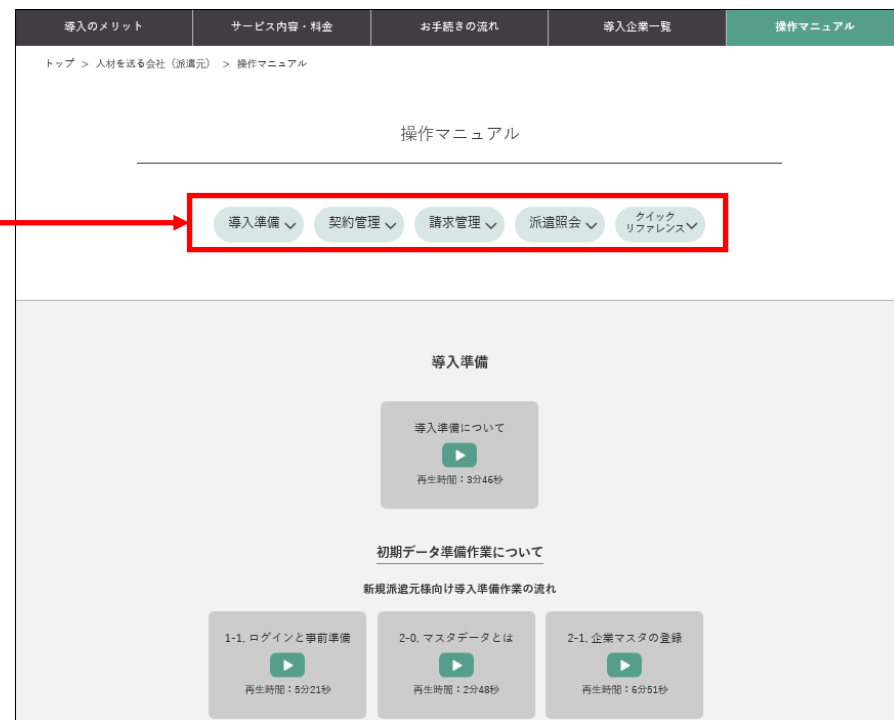 導入のメリット
サービス内容・料金
お手続きの流れ
導入企業一覧
操作マニュアル
トップ > 人材を送る会社（派遣元） > 操作マニュアル
操作マニュアル
導入準備
契約管理
請求管理
派遣照会
クイック
リファレンス
導入準備
導入準備について
再生時間：3分46秒
初期データ準備作業について
新規派遣元様向け導入準備作業の流れ
1-1. ログインと事前準備
再生時間：5分21秒
2-0. マスタデータとは
再生時間：2分48秒
2-1. 企業マスタの登録
再生時間：6分51秒